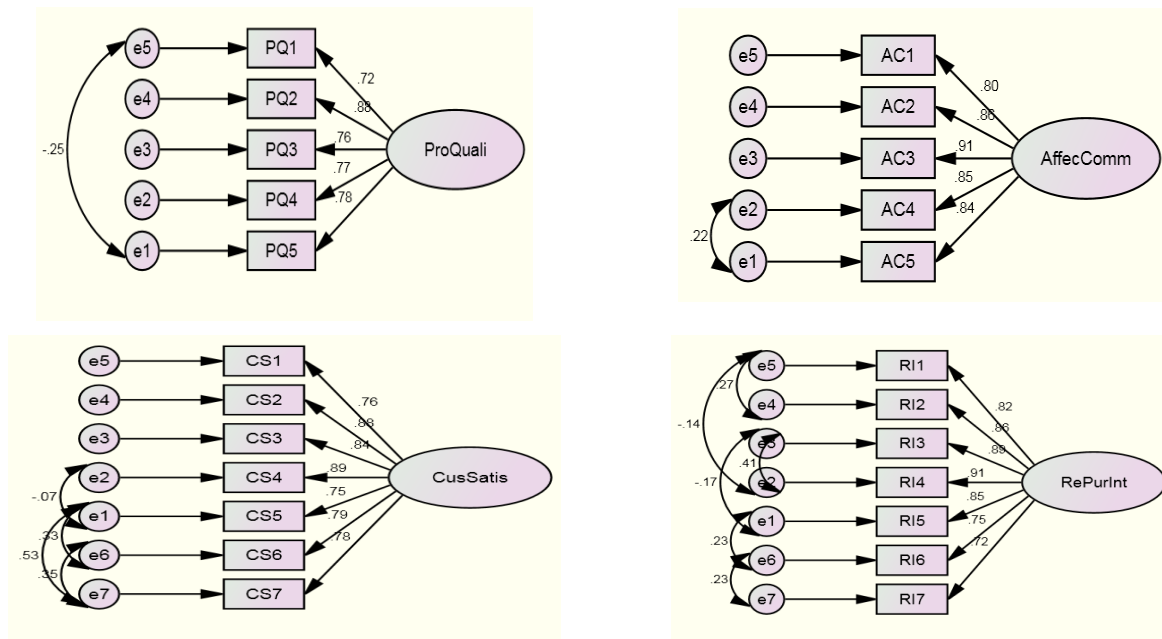 e5 PQ1
.72
e4 PQ2 .88
-.25 e3 PQ3 .76 ProQuali
.77
e2 PQ4 .78
e1 PQ5
e5 AC1
.80
e4 AC2 .86
e3 AC3 .91 AffecComm
.85
e2 AC4 .84
.22
e1 AC5
e5 CS1
.76
e4 CS2
.88
e3 CS3 .84
e2 CS4 .89 CusSatis
-.07 .75
e1 CS5 .79
.33 .78
.53 e6 CS6
.35
e7 CS7
e5 RI1
.27 .82
e4 RI2
-.14 .86
e3 RI3 .89
.41
-.17 e2 RI4 .91 RePurInt
.85
e1 RI5 .75
.23 .72
e6 RI6
.23
e7 RI7